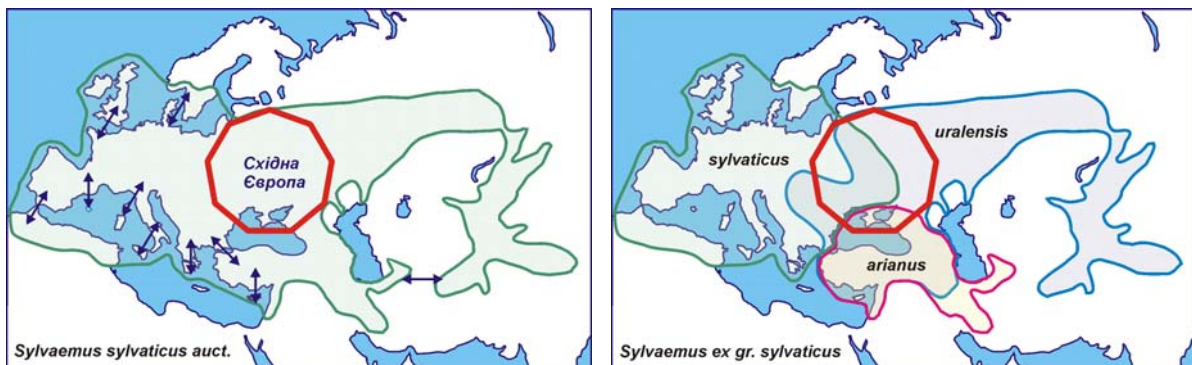 Східна
Європа
Sylvaemus sylvaticus auct.
sylvaticus
uralensis
arianus
Sylvaemus ex gr. sylvaticus